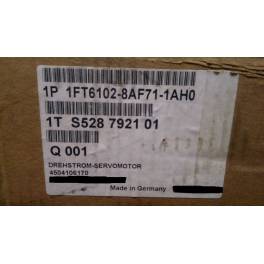 1P 1FT6102-8AF71-1AH0
1T S528 7921 01
Q 001
DREHSTROM-SERVOMOTOR
4504106170
Made in Germany